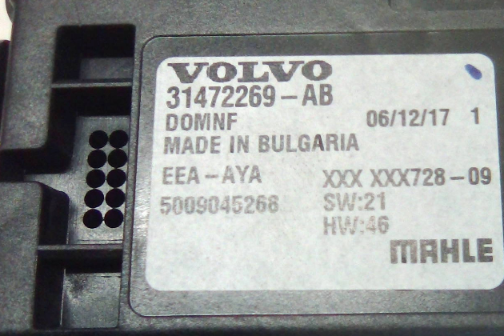 VOLVO
31472269-AB
DOMNF 06/12/17 1
MADE IN BULGARIA
EEA-AYA XXX XXX728-09
5009045268 SW:21
HW:46
MAHLE